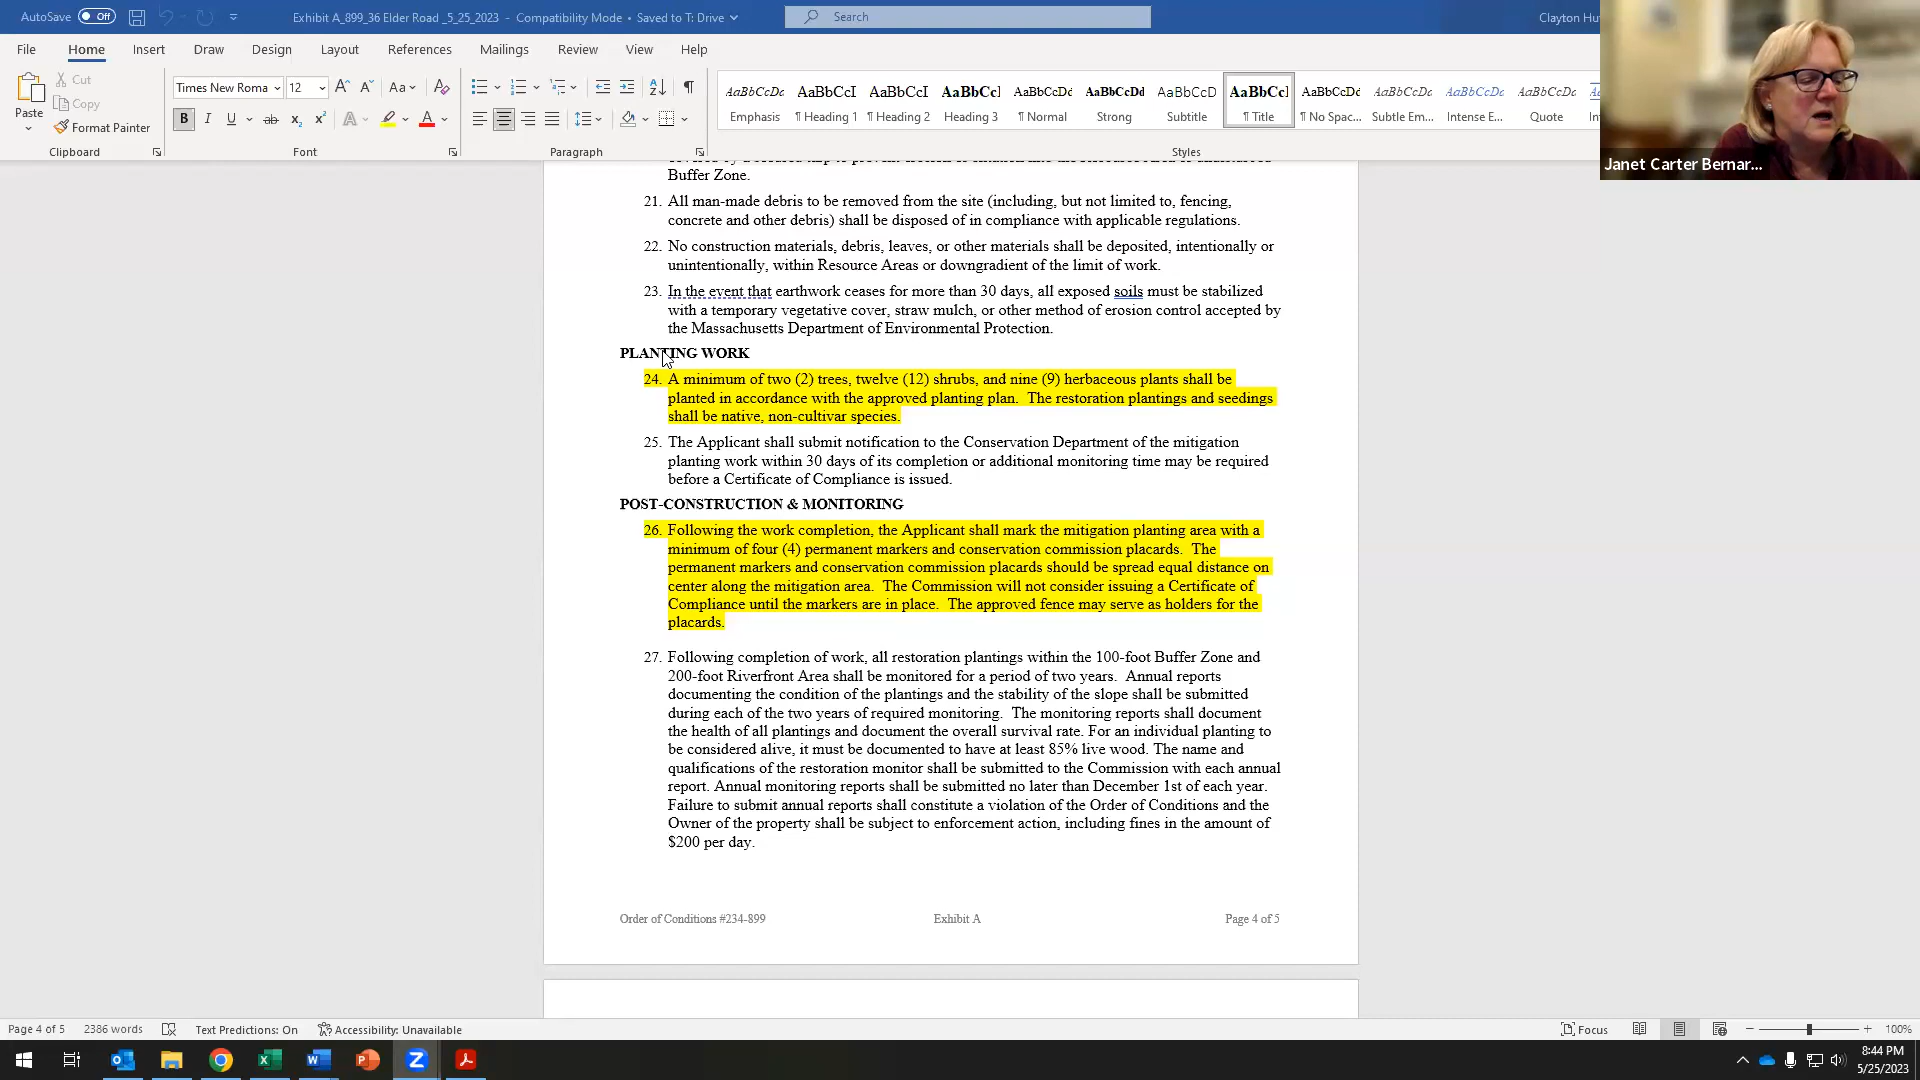 AutoSave Off Exhibit A_899_36 Elder Road _5_25_2023 - Compatibility Mode • Saved to T: Drive Search
File Home Insert Draw Design Layout References Mailings Review View Help
Cut
Copy
Paste Format Painter
Times New Roma 12 Aa
AaBbCcDc AaBbCcI AaBbCcI AaBbCcI AaBbCcDd AaBbCcDd AaBbCcD AaBbCcI AaBbCcDd AaBbCcDd AaBbCcDd AaBbCcDd
Emphasis ¶ Heading 1 ¶ Heading 2 Heading 3 ¶ Normal Strong Subtitle ¶ Title ¶ No Spac... Subtle Em... Intense E... Quote
Clipboard Font Paragraph Styles
Janet Carter Bernar...
Buffer Zone.
21. All man-made debris to be removed from the site (including, but not limited to, fencing,
concrete and other debris) shall be disposed of in compliance with applicable regulations.
22. No construction materials, debris, leaves, or other materials shall be deposited, intentionally or
unintentionally, within Resource Areas or downgradient of the limit of work.
23. In the event that earthwork ceases for more than 30 days, all exposed soils must be stabilized
with a temporary vegetative cover, straw mulch, or other method of erosion control accepted by
the Massachusetts Department of Environmental Protection.
PLANTING WORK
24. A minimum of two (2) trees, twelve (12) shrubs, and nine (9) herbaceous plants shall be
planted in accordance with the approved planting plan. The restoration plantings and seedings
shall be native, non-cultivar species.
25. The Applicant shall submit notification to the Conservation Department of the mitigation
planting work within 30 days of its completion or additional monitoring time may be required
before a Certificate of Compliance is issued.
POST-CONSTRUCTION & MONITORING
26. Following the work completion, the Applicant shall mark the mitigation planting area with a
minimum of four (4) permanent markers and conservation commission placards. The
permanent markers and conservation commission placards should be spread equal distance on
center along the mitigation area. The Commission will not consider issuing a Certificate of
Compliance until the markers are in place. The approved fence may serve as holders for the
placards.
27. Following completion of work, all restoration plantings within the 100-foot Buffer Zone and
200-foot Riverfront Area shall be monitored for a period of two years. Annual reports
documenting the condition of the plantings and the stability of the slope shall be submitted
during each of the two years of required monitoring. The monitoring reports shall document
the health of all plantings and document the overall survival rate. For an individual planting to
be considered alive, it must be documented to have at least 85% live wood. The name and
qualifications of the restoration monitor shall be submitted to the Commission with each annual
report. Annual monitoring reports shall be submitted no later than December 1st of each year.
Failure to submit annual reports shall constitute a violation of the Order of Conditions and the
Owner of the property shall be subject to enforcement action, including fines in the amount of
$200 per day.
Order of Conditions #234-899 Exhibit A Page 4 of 5
Page 4 of 5 2386 words Text Predictions: On Accessibility: Unavailable Focus 100%
8:44 PM
5/25/2023